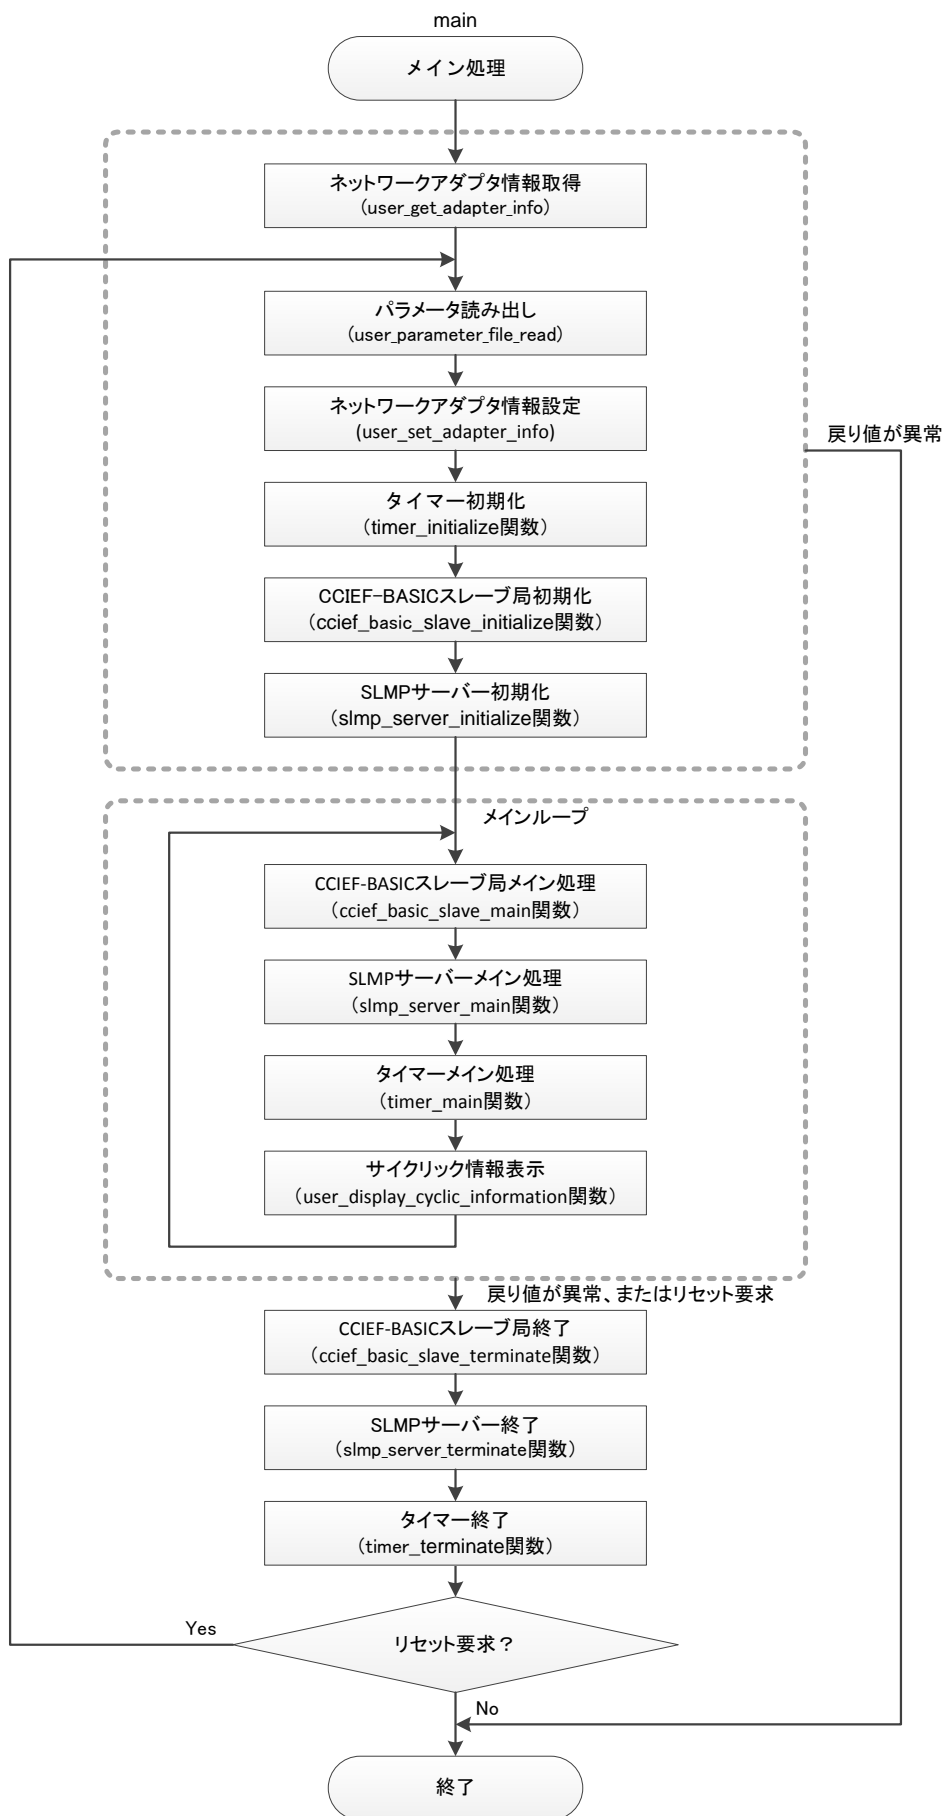 main
メイン処理
ネットワークアダプタ情報取得
(user_get_adapter_info)
パラメータ読み出し
(user_parameter_file_read)
ネットワークアダプタ情報設定
(user_set_adapter_info)
戻り値が異常
タイマー初期化
(timer_initialize関数)
CCIEF-BASICスレーブ局初期化
(ccief_basic_slave_initialize関数)
SLMPサーバー初期化
(slmp_server_initialize関数)
メインループ
CCIEF-BASICスレーブ局メイン処理
(ccief_basic_slave_main関数)
SLMPサーバーメイン処理
(slmp_server_main関数)
タイマーメイン処理
(timer_main関数)
サイクリック情報表示
(user_display_cyclic_information関数)
戻り値が異常、またはリセット要求
CCIEF-BASICスレーブ局終了
(ccief_basic_slave_terminate関数)
SLMPサーバー終了
(slmp_server_terminate関数)
タイマー終了
(timer_terminate関数)
Yes
リセット要求？
No
終了